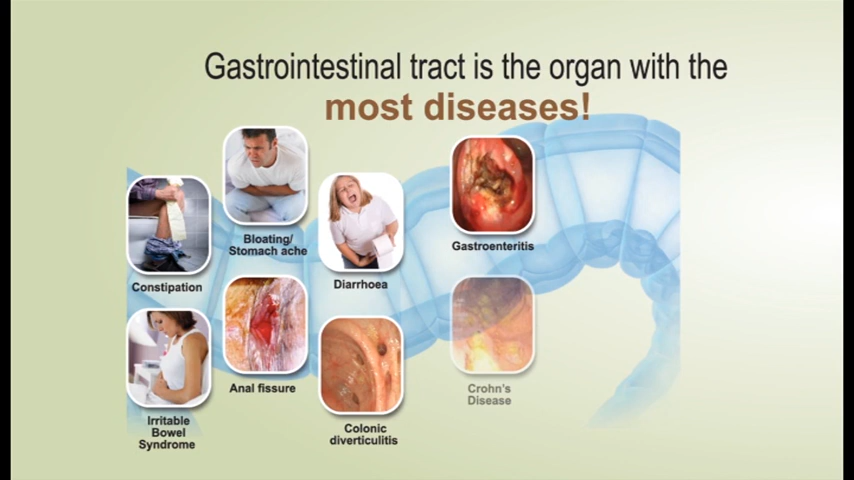 Gastrointestinal tract is the organ with the
most diseases!
Constipation
Bloating/
Stomach ache
Diarrhoea
Gastroenteritis
Irritable
Bowel
Syndrome
Anal fissure
Colonic
diverticulitis
Crohn's
Disease